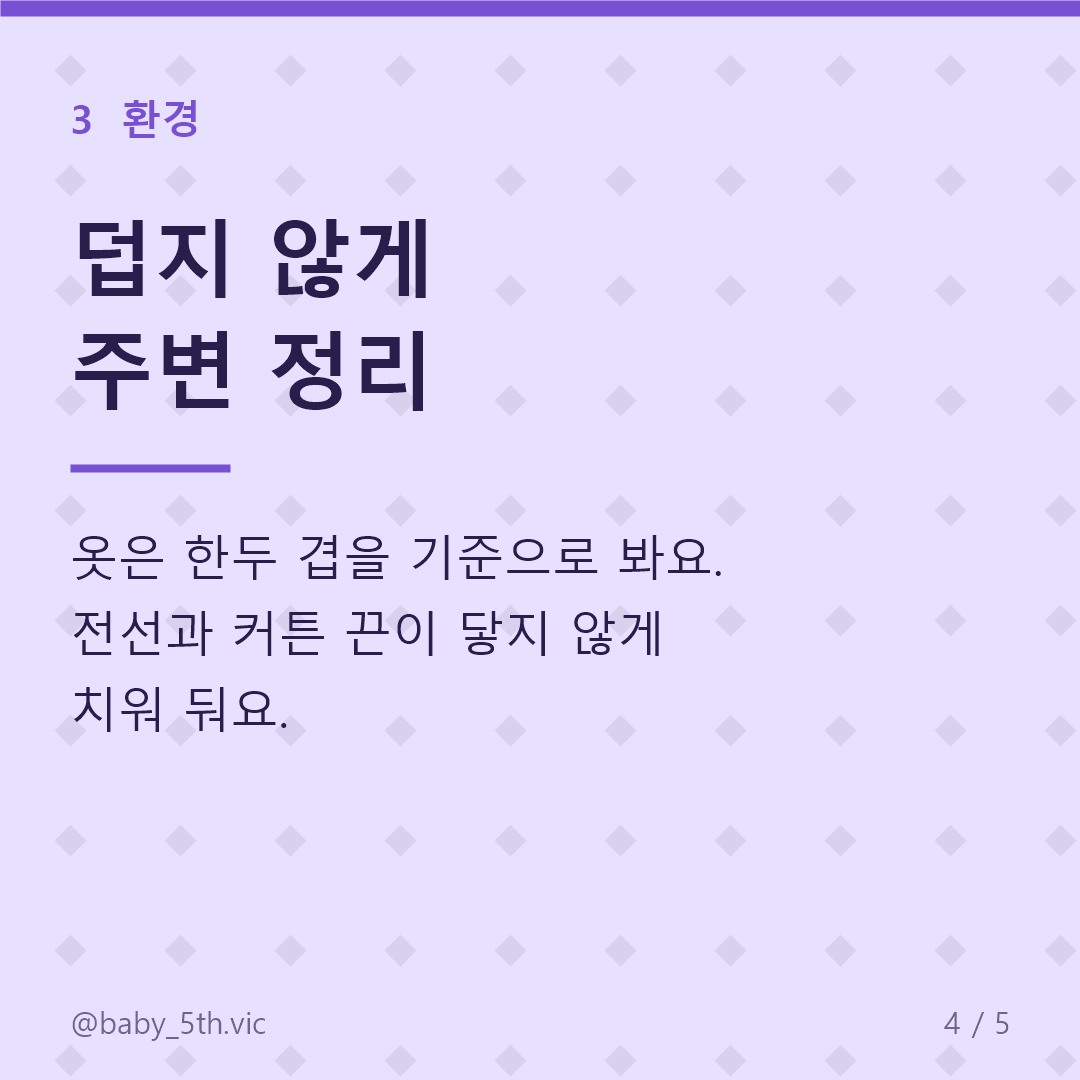 3 환경
덥지 않게
주변 정리
옷은 한두 겹을 기준으로 봐요.
전선과 커튼 끈이 닿지 않게
치워 둬요.
@baby_5th.vic
4 / 5